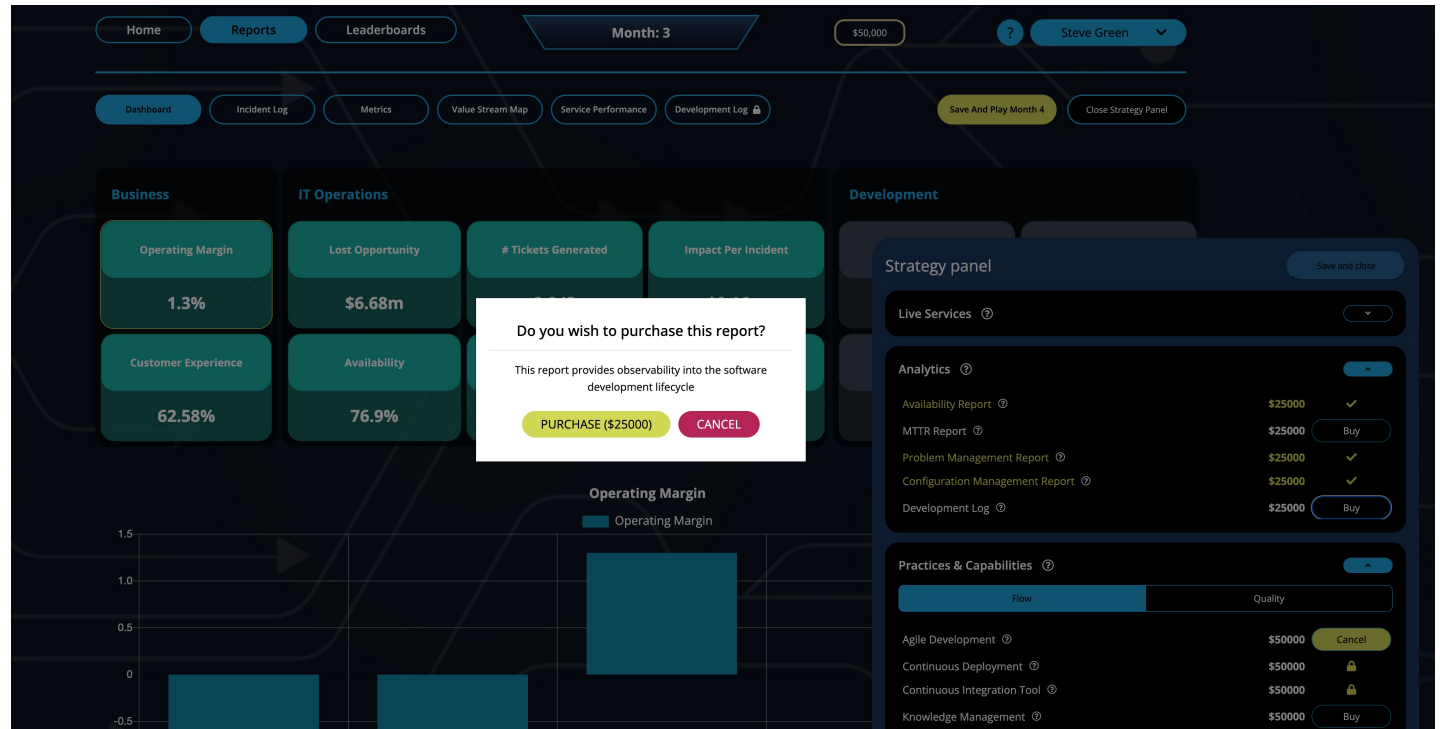 Home
Reports
Leaderboards
Month: 3
$50,000
?
Steve Green
Dashboard
Incident Log
Metrics
Value Stream Map
Service Performance
Development Log
Save And Play Month 4
Close Strategy Panel
Business
IT Operations
Development
Operating Margin
1.3%
Lost Opportunity
$6.68m
# Tickets Generated
Impact Per Incident
Customer Experience
62.58%
Availability
76.9%
Do you wish to purchase this report?
This report provides observability into the software
development lifecycle
PURCHASE ($25000)
CANCEL
Operating Margin
Operating Margin
1.5
1.0
0.5
0
-0.5
Strategy panel
Save and close
Live Services ?
Analytics ?
Availability Report ? $25000
MTTR Report ? $25000 Buy
Problem Management Report ? $25000
Configuration Management Report ? $25000
Development Log ? $25000 Buy
Practices & Capabilities ?
Flow
Quality
Agile Development ? $50000 Cancel
Continuous Deployment ? $50000
Continuous Integration Tool ? $50000
Knowledge Management ? $50000 Buy